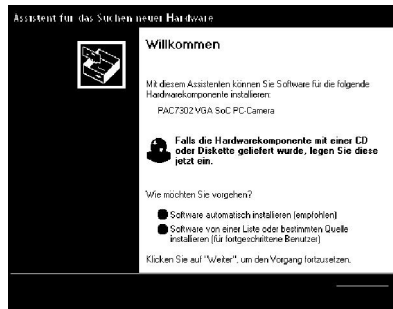 Assistent für das Suchen neuer Hardware
Willkommen
Mit diesem Assistenten können Sie Software für die folgende
Hardwarekomponente installieren:
PAC7302 VGA SoC PC-Camera
Falls die Hardwarekomponente mit einer CD
oder Diskette geliefert wurde, legen Sie diese
jetzt ein.
Wie möchten Sie vorgehen?
Software automatisch installieren (empfohlen)
Software von einer Liste oder bestimmten Quelle
installieren (für fortgeschrittene Benutzer)
Klicken Sie auf "Weiter", um den Vorgang fortzusetzen.